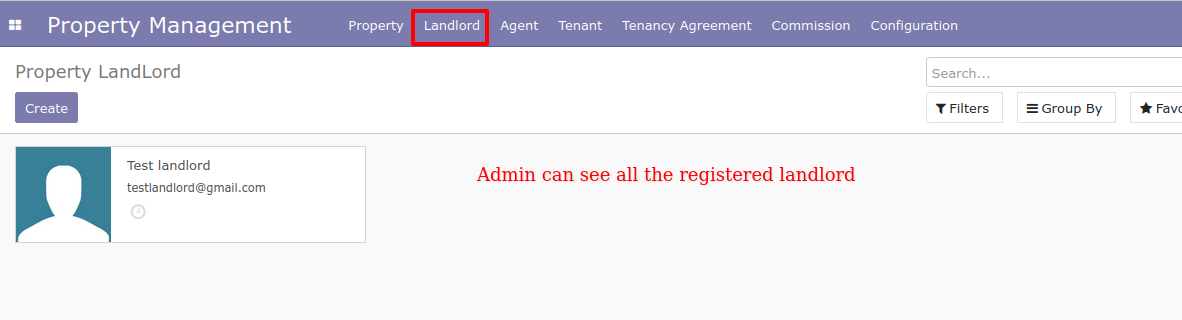 Property Management Property Landlord Agent Tenant Tenancy Agreement Commission Configuration
Property LandLord
Search...
Create
Filters Group By Favo
Test landlord
testlandlord@gmail.com
Admin can see all the registered landlord